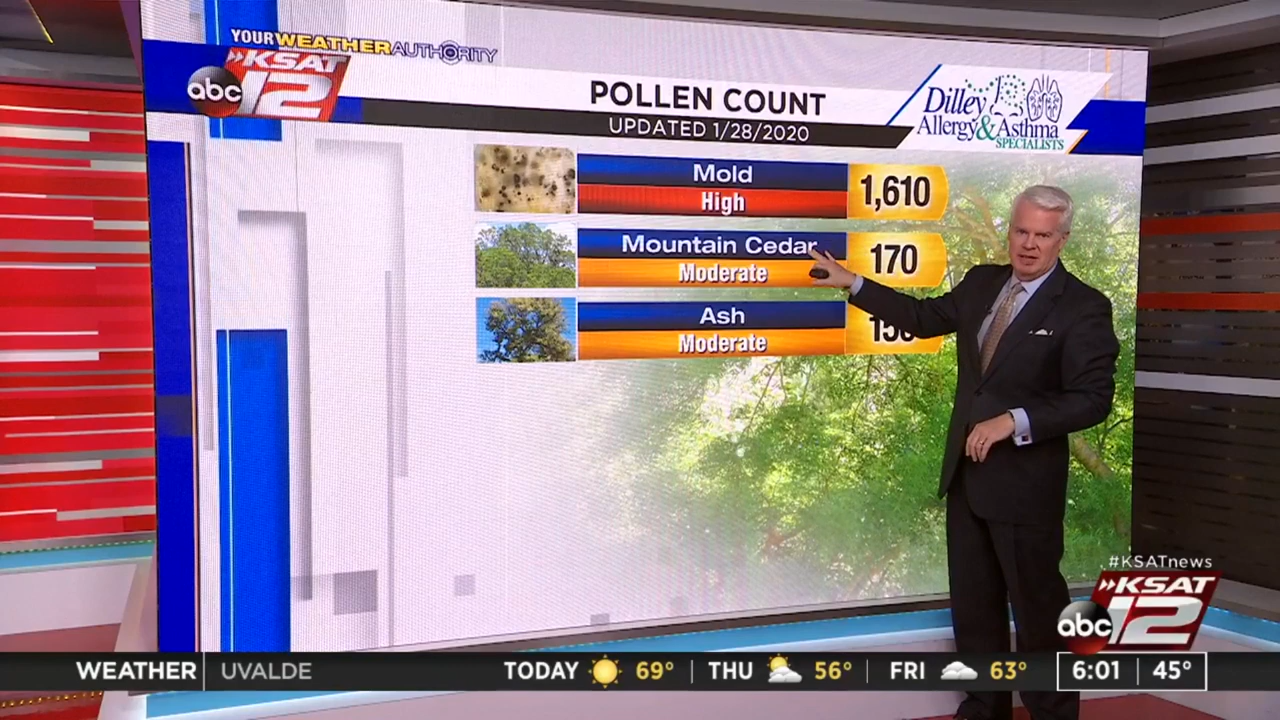 YOUR WEATHER AUTHORITY
KSAT
abc 12
POLLEN COUNT
UPDATED 1/28/2020
Dilley
Allergy & Asthma
SPECIALISTS
Mold
High
1,610
Mountain Cedar
Moderate
170
Ash
Moderate
#KSATnews
KSAT
abc 12
WEATHER UVALDE TODAY 69° THU 56° FRI 63° 6:01 45°